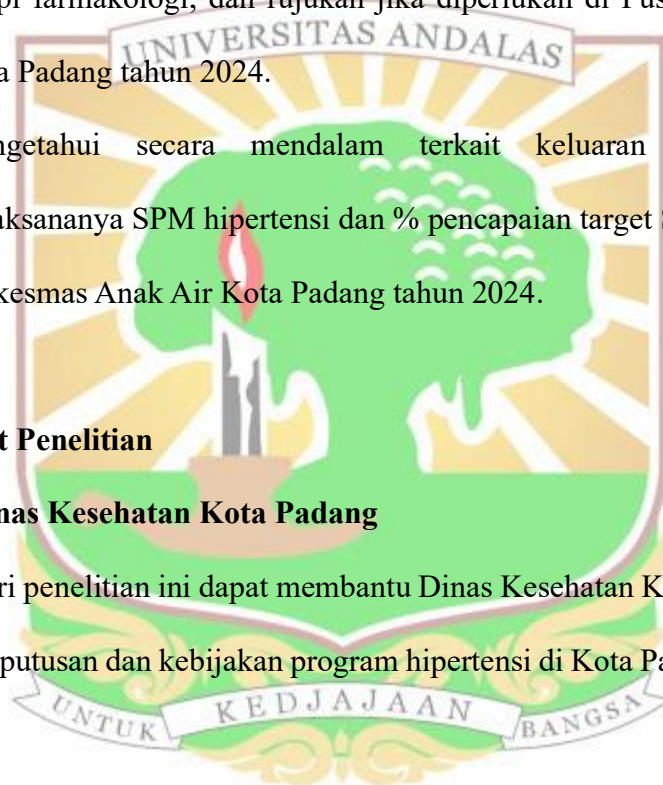 pi farmakologi, dan rujukan jika diperlukan di Pus
UNIVERSITAS ANDALAS
a Padang tahun 2024.
ngetahui secara mendalam terkait keluaran
aksananya SPM hipertensi dan % pencapaian target
kesmas Anak Air Kota Padang tahun 2024.
t Penelitian
nas Kesehatan Kota Padang
ri penelitian ini dapat membantu Dinas Kesehatan K
putusan dan kebijakan program hipertensi di Kota Pa
UNTUK KEDJAJAAN BANGSA